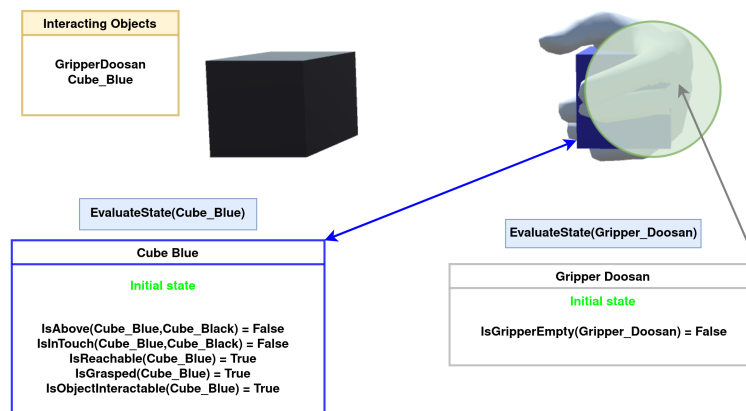 Interacting Objects
GripperDoosan
Cube_Blue
EvaluateState(Cube_Blue)
Cube Blue
Initial state
IsAbove(Cube_Blue,Cube_Black) = False
IsInTouch(Cube_Blue,Cube_Black) = False
IsReachable(Cube_Blue) = True
IsGrasped(Cube_Blue) = True
IsObjectInteractable(Cube_Blue) = True
EvaluateState(Gripper_Doosan)
Gripper Doosan
Initial state
IsGripperEmpty(Gripper_Doosan) = False